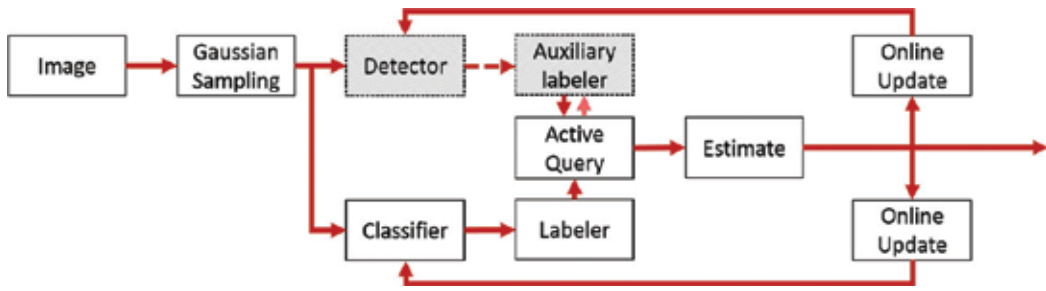 Image
Gaussian
Sampling
Detector
Auxiliary
labeler
Online
Update
Active
Query
Estimate
Classifier
Labeler
Online
Update